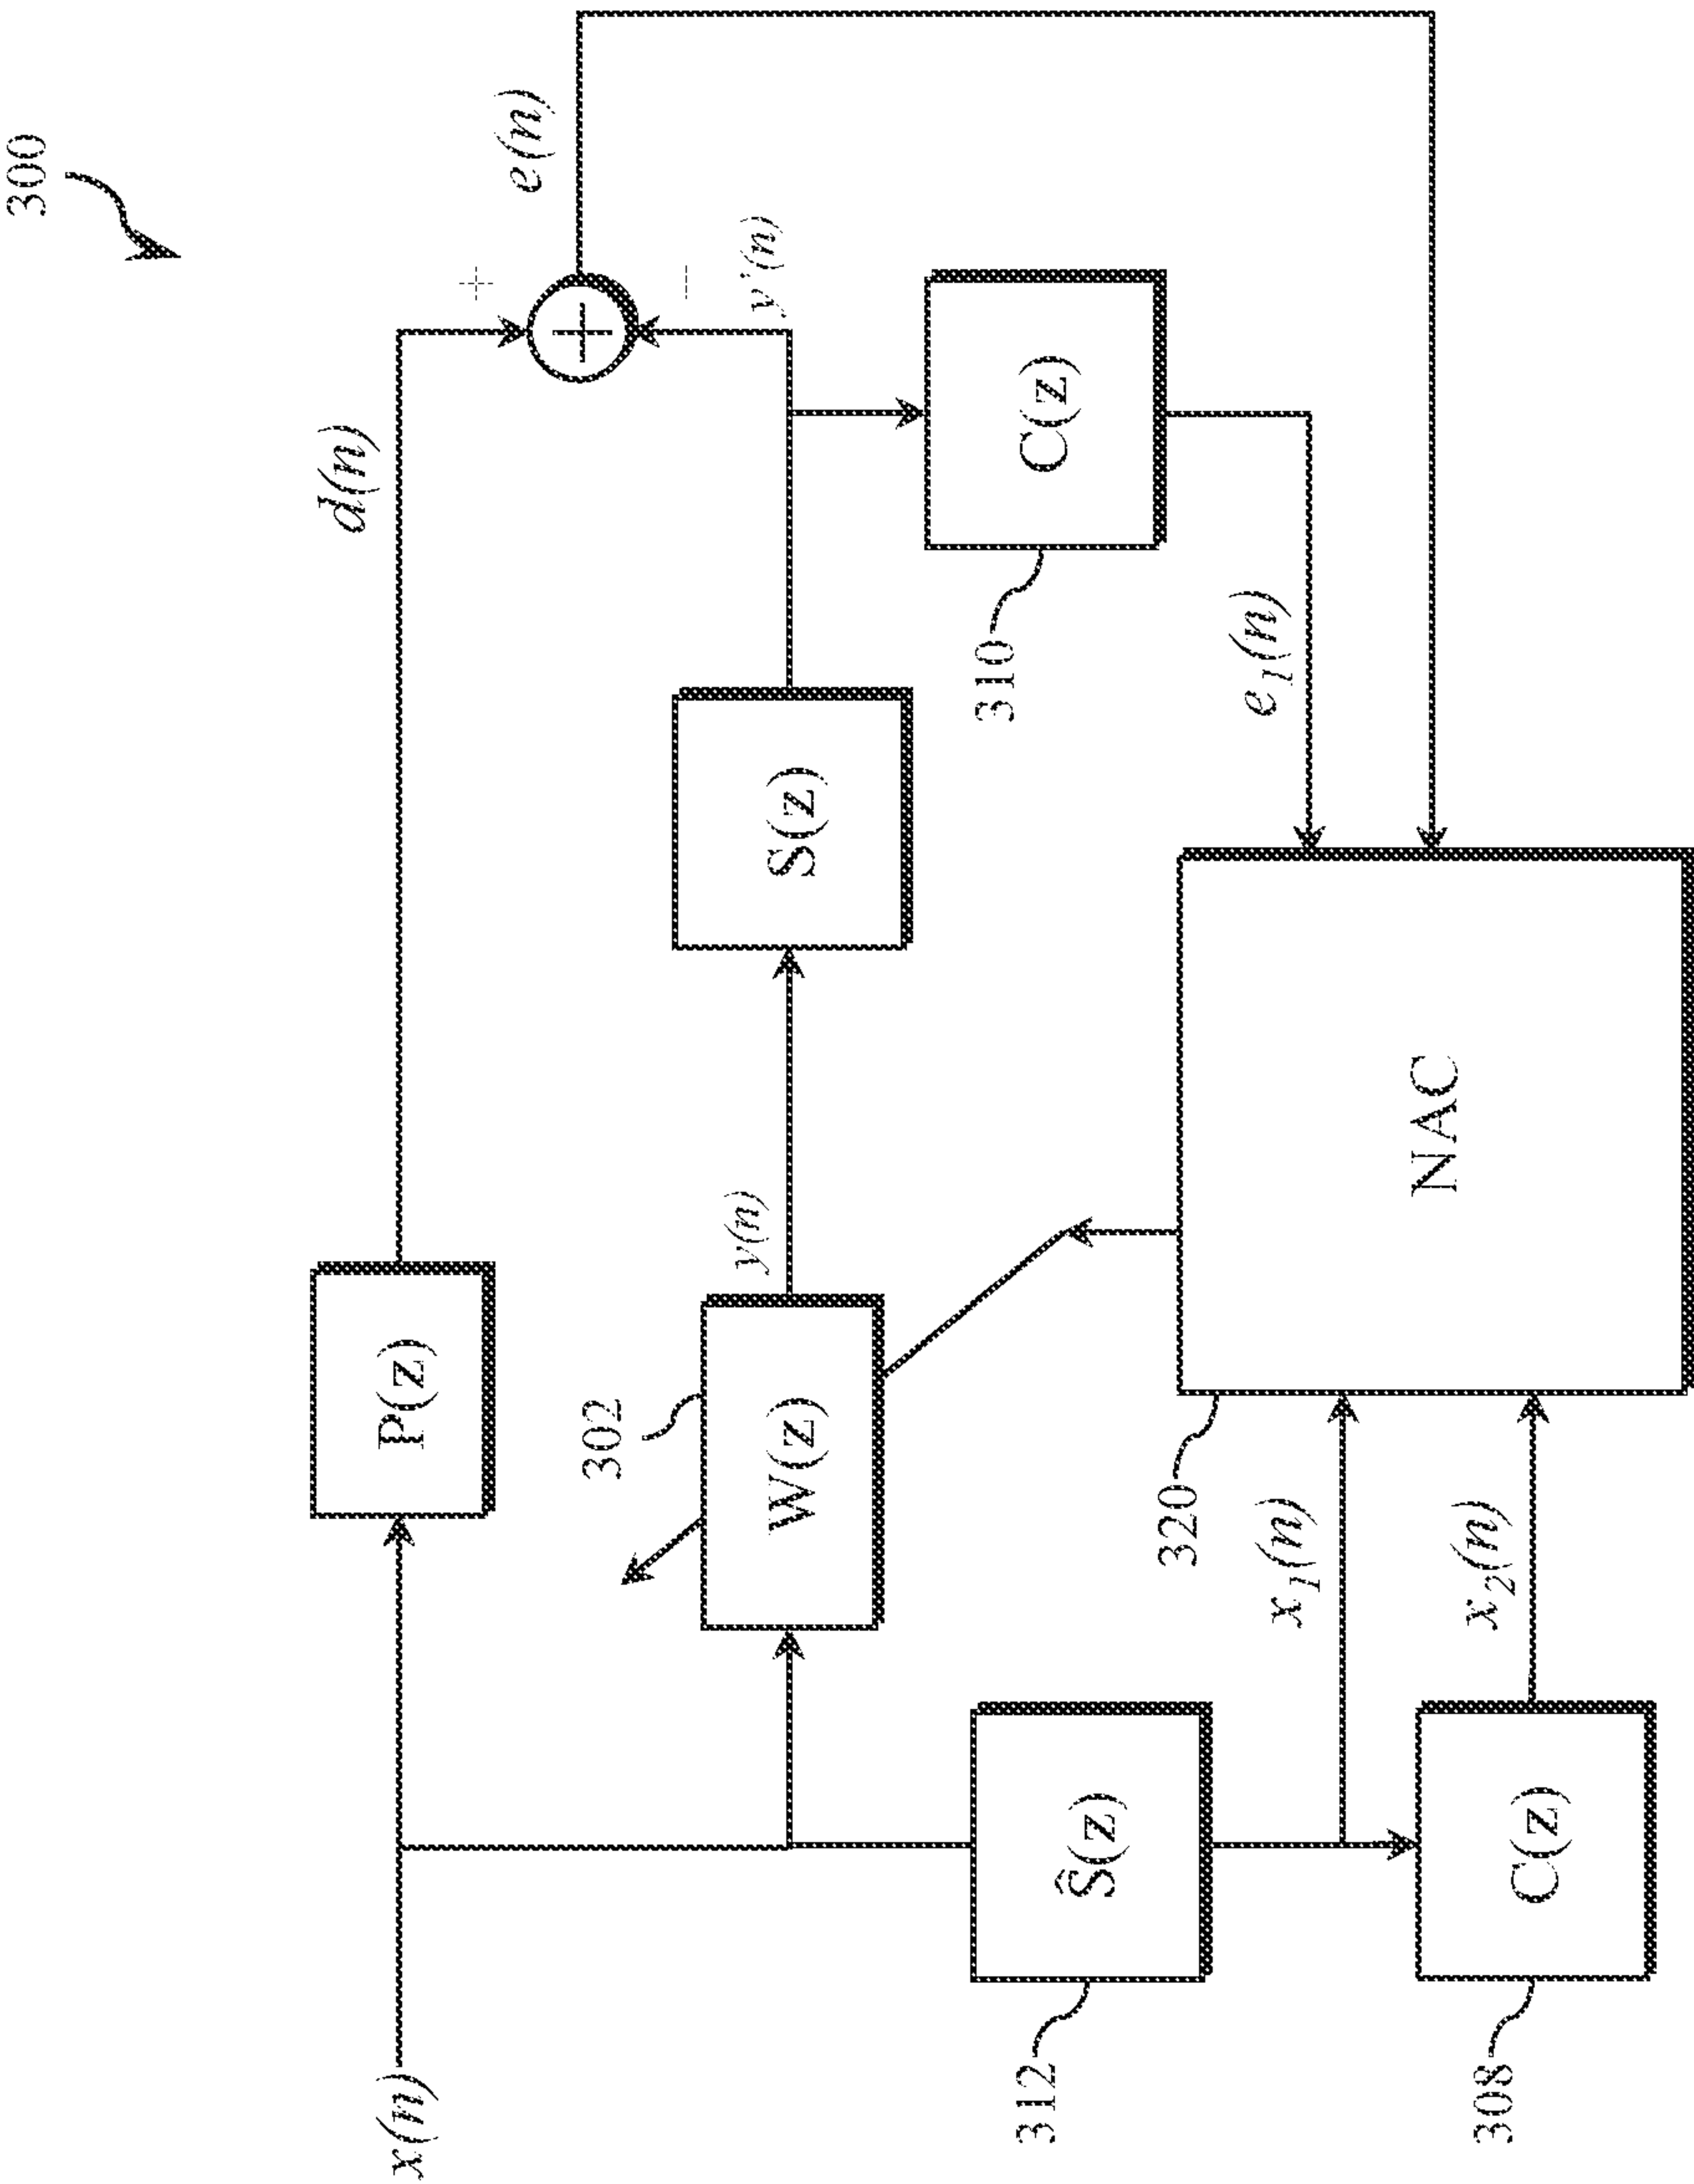 300
x(n)
P(z)
d(n)
+
e(n)
302
W(z)
y(n)
S(z)
+
−
y'(n)
312
Ŝ(z)
310
C(z)
x₁(n)
320
NAC
e₁(n)
308
C(z)
x₂(n)